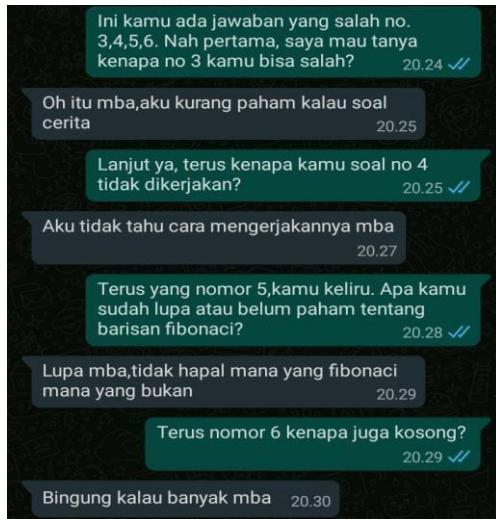 Ini kamu ada jawaban yang salah no.
3,4,5,6. Nah pertama, saya mau tanya
kenapa no 3 kamu bisa salah?
20.24
Oh itu mba,aku kurang paham kalau soal
cerita
20.25
Lanjut ya, terus kenapa kamu soal no 4
tidak dikerjakan?
20.25
Aku tidak tahu cara mengerjakannya mba
20.27
Terus yang nomor 5,kamu keliru. Apa kamu
sudah lupa atau belum paham tentang
barisan fibonaci?
20.28
Lupa mba,tidak hapal mana yang fibonaci
mana yang bukan
20.29
Terus nomor 6 kenapa juga kosong?
20.29
Bingung kalau banyak mba
20.30